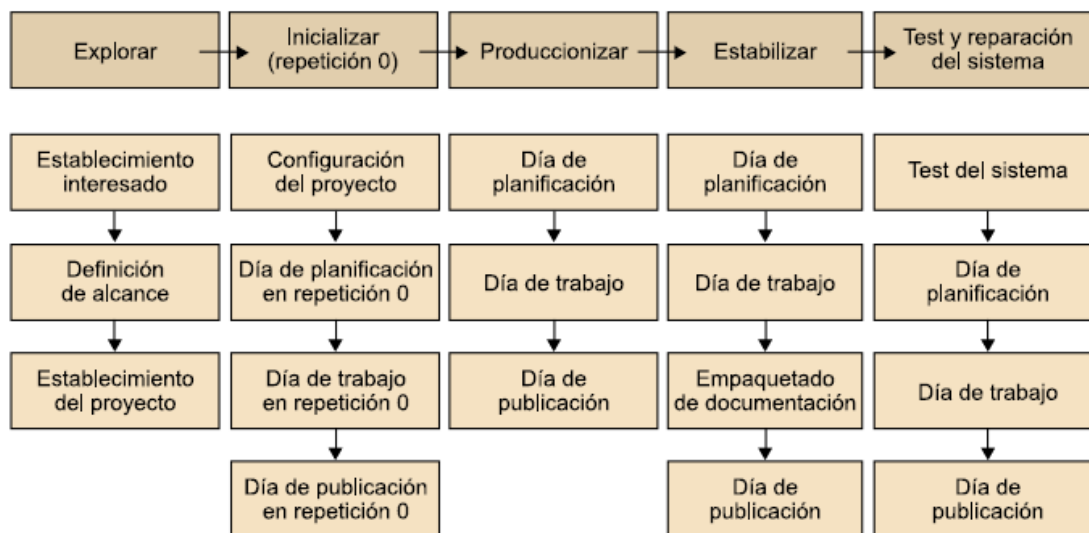 Explorar
Inicializar
(repetición 0)
Produccionizar
Estabilizar
Test y reparación
del sistema
Establecimiento
interesado
Configuración
del proyecto
Día de
planificación
Día de
planificación
Test del sistema
Definición
de alcance
Día de planificación
en repetición 0
Día de trabajo
Día de trabajo
Día de
planificación
Establecimiento
del proyecto
Día de trabajo
en repetición 0
Día de
publicación
Empaquetado
de documentación
Día de trabajo
Día de publicación
en repetición 0
Día de
publicación
Día de
publicación